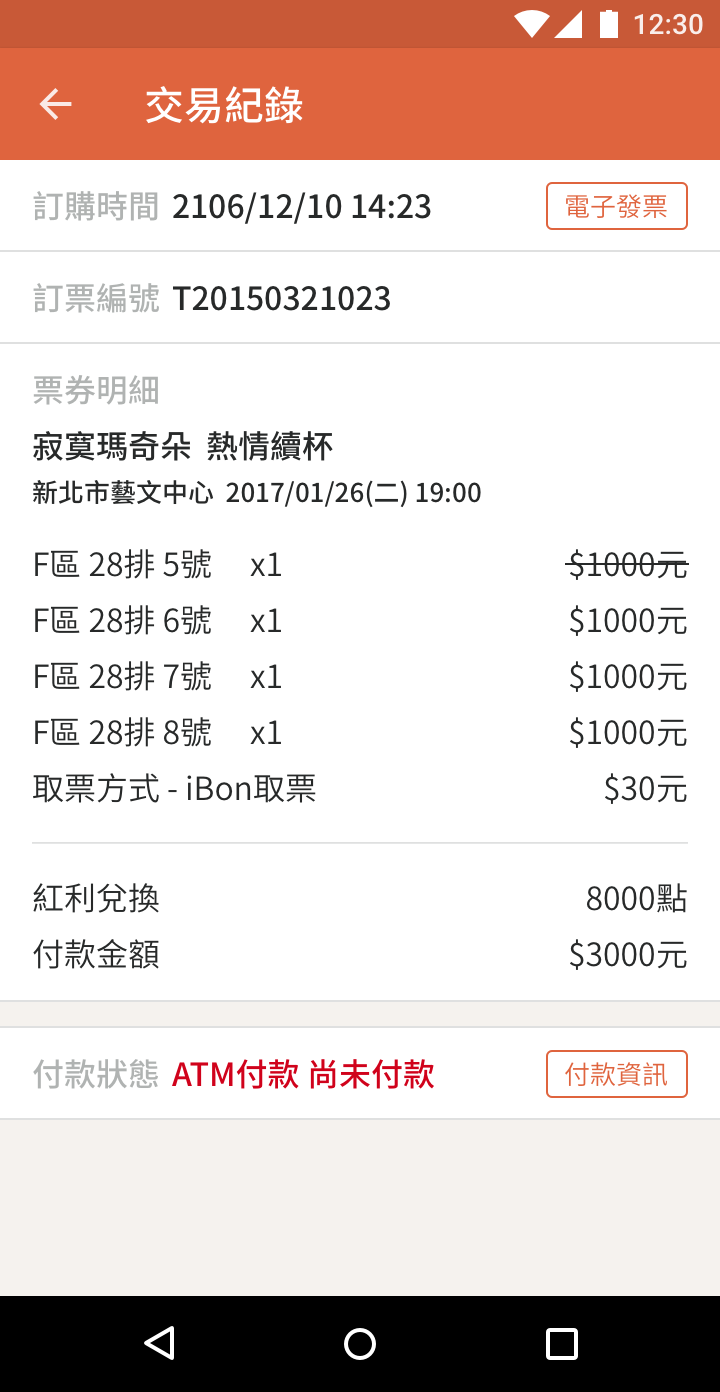 12:30
交易紀錄
訂購時間 2106/12/10 14:23 電子發票
訂票編號 T20150321023
票券明細
寂寞瑪奇朵 熱情續杯
新北市藝文中心 2017/01/26(二) 19:00
F區 28排 5號 x1 $1000元
F區 28排 6號 x1 $1000元
F區 28排 7號 x1 $1000元
F區 28排 8號 x1 $1000元
取票方式 - iBon取票 $30元
紅利兌換 8000點
付款金額 $3000元
付款狀態 ATM付款 尚未付款 付款資訊